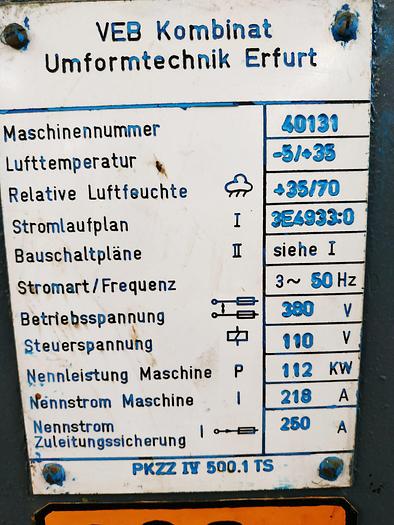 VEB Kombinat
Umformtechnik Erfurt
Maschinennummer 40131
Lufttemperatur -5/+35
Relative Luftfeuchte +35/70
Stromlaufplan I 3E4933:0
Bauschaltpläne II siehe I
Stromart/Frequenz 3~ 50 Hz
Betriebsspannung 380 V
Steuerspannung 110 V
Nennleistung Maschine P 112 KW
Nennstrom Maschine I 218 A
Nennstrom
Zuleitungssicherung I 250 A
PKZZ IV 500.1 TS